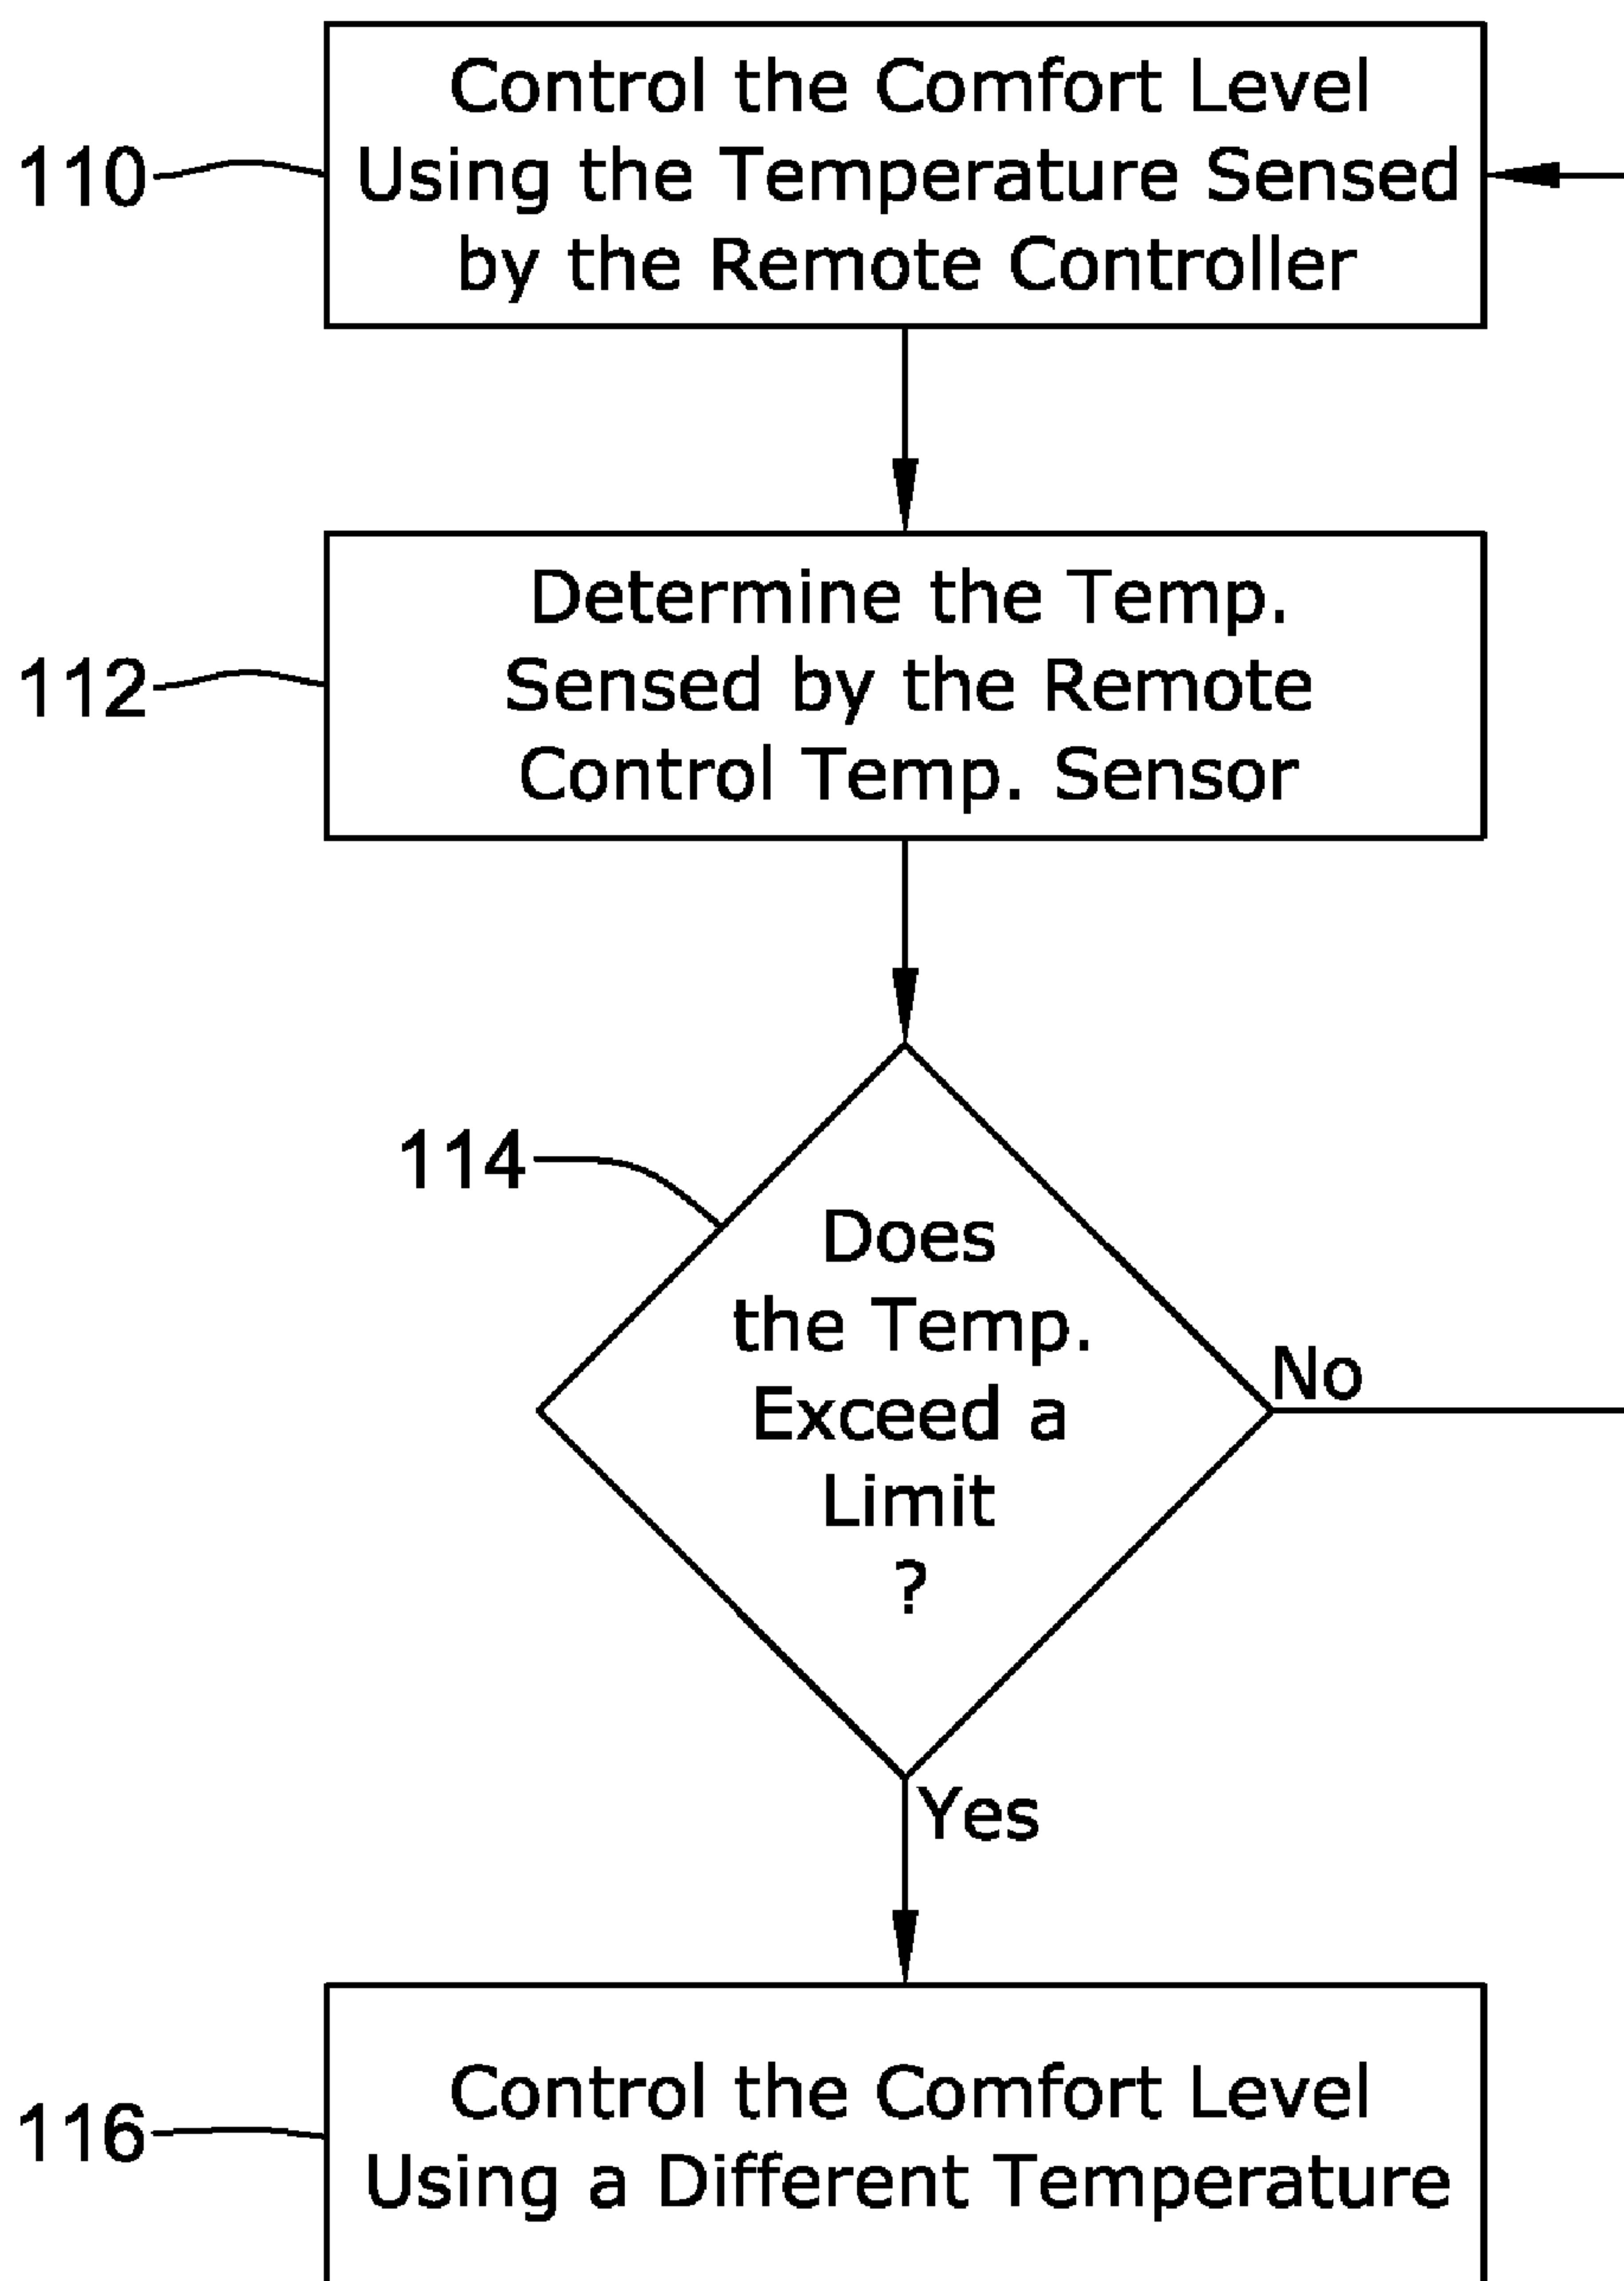 Control the Comfort Level
110
Using the Temperature Sensed
by the Remote Controller
Determine the Temp.
112
Sensed by the Remote
Control Temp. Sensor
114
Does
the Temp.
Exceed a
Limit
?
No
Yes
Control the Comfort Level
116
Using a Different Temperature